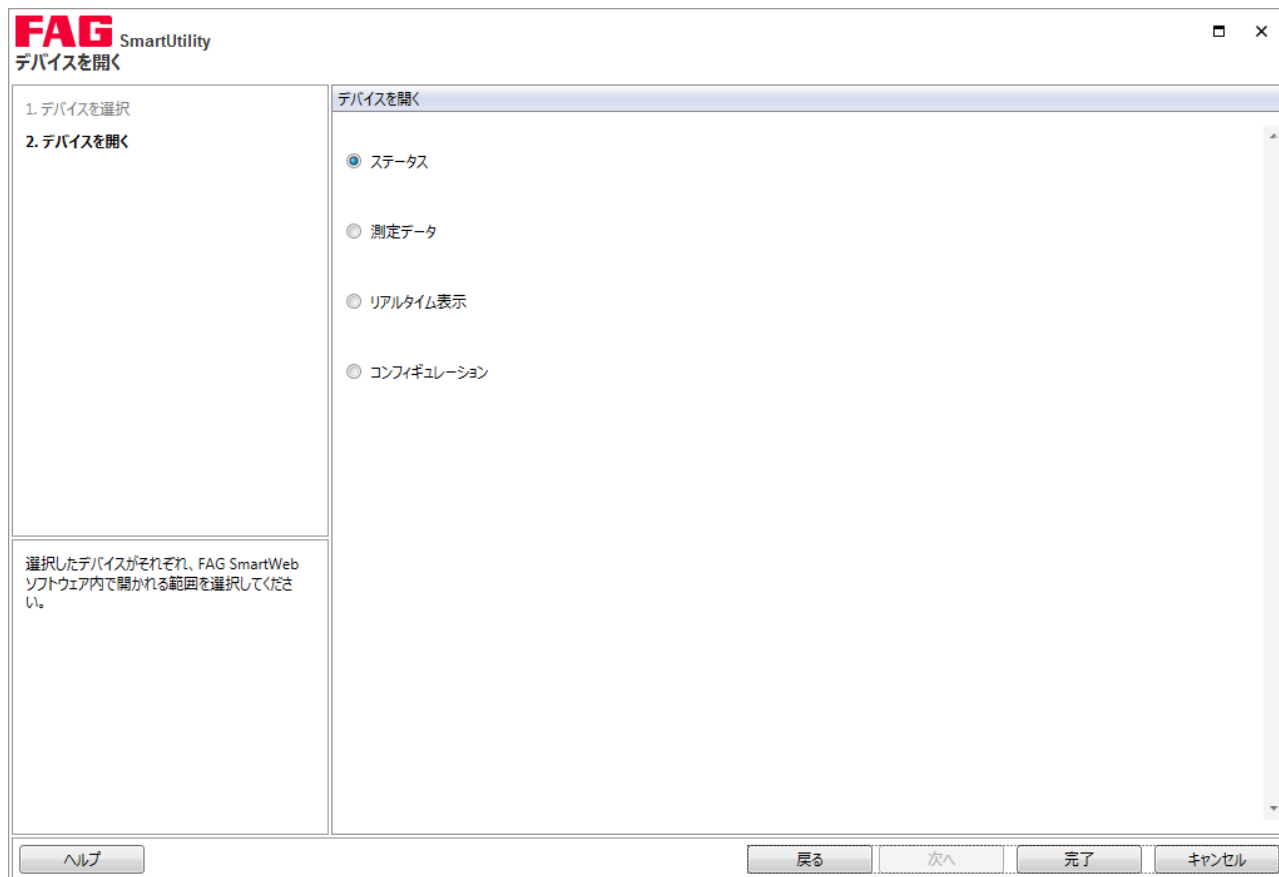 FAG SmartUtility
デバイスを開く
1. デバイスを選択
2. デバイスを開く
選択したデバイスがそれぞれ、FAG SmartWeb
ソフトウェア内で開かれる範囲を選択してくださ
い。
デバイスを開く
ステータス
測定データ
リアルタイム表示
コンフィギュレーション
ヘルプ
戻る
次へ
完了
キャンセル